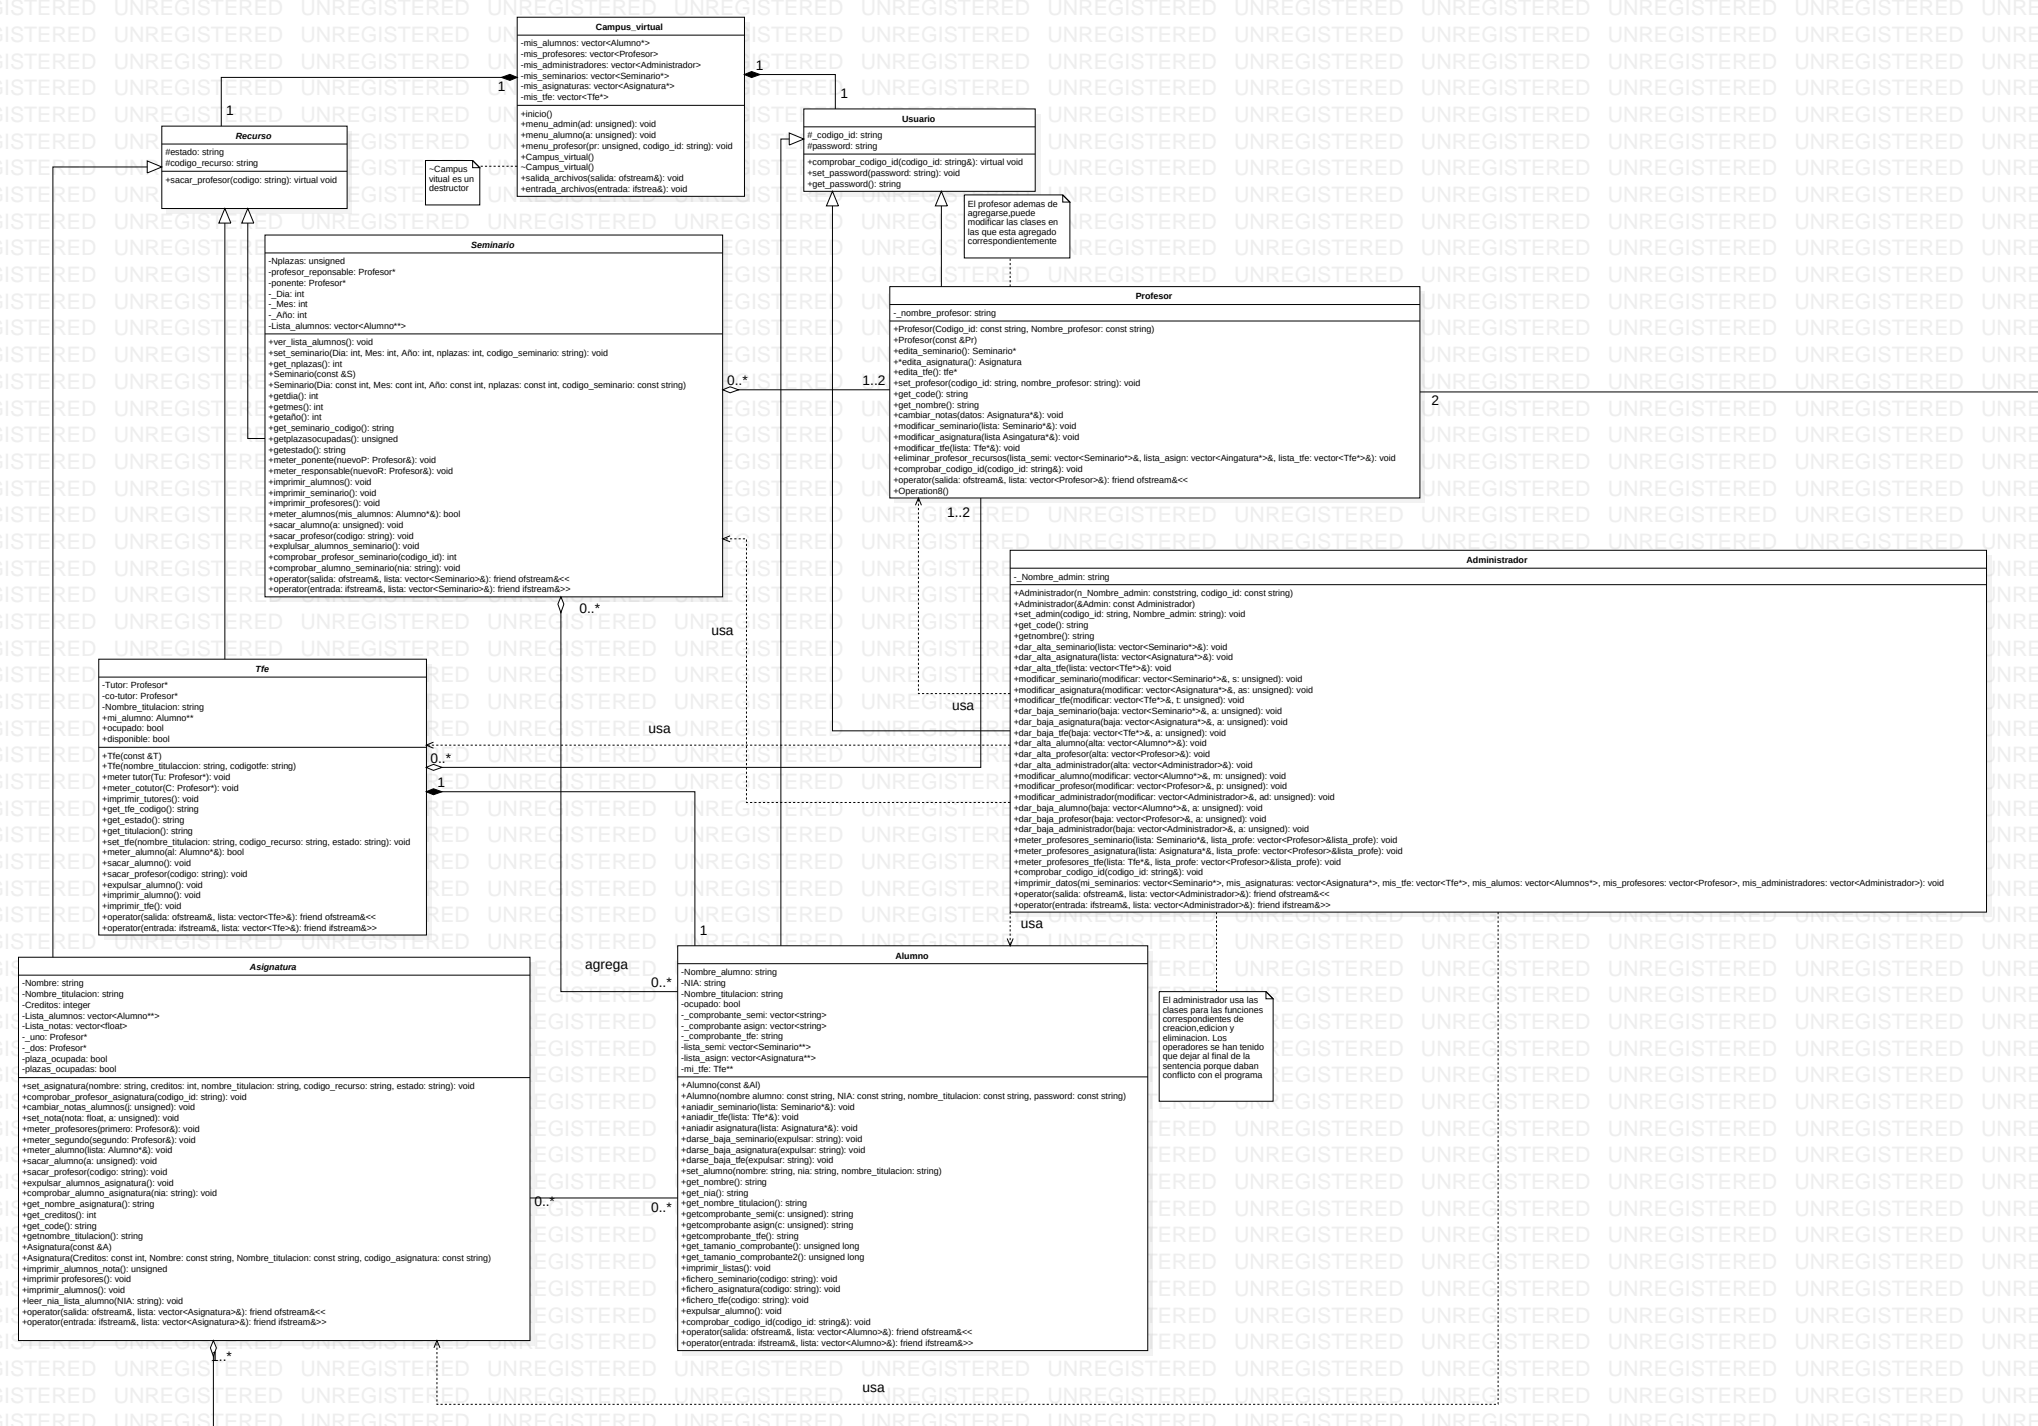 Campus_virtual
-mis_alumnos: vector<Alumno*>
-mis_profesores: vector<Profesor>
-mis_administradores: vector<Administrador>
-mis_seminarios: vector<Seminario*>
-mis_asignaturas: vector<Asignatura*>
-mis_tfe: vector<Tfe*>
+inicio()
+menu_admin(ad: unsigned): void
+menu_alumno(a: unsigned): void
+menu_profesor(pr: unsigned, codigo_id: string): void
+Campus_virtual()
~Campus_virtual()
+salida_archivos(salida: ofstream&): void
+entrada_archivos(entrada: ifstrea&): void
1
1
1
1
Recurso
#estado: string
#codigo_recurso: string
+sacar_profesor(codigo: string): virtual void
~Campus
vitual es un
destructor
Usuario
#_codigo_id: string
#password: string
+comprobar_codigo_id(codigo_id: string&): virtual void
+set_password(password: string): void
+get_password(): string
El profesor ademas de
agregarse,puede
modificar las clases en
las que esta agregado
correspondientemente
Seminario
-Nplazas: unsigned
-profesor_reponsable: Profesor*
-ponente: Profesor*
-_Dia: int
-_Mes: int
-_Año: int
-Lista_alumnos: vector<Alumno**>
+ver_lista_alumnos(): void
+set_seminario(Dia: int, Mes: int, Año: int, nplazas: int, codigo_seminario: string): void
+get_nplazas(): int
+Seminario(const &S)
+Seminario(Dia: const int, Mes: cont int, Año: const int, nplazas: const int, codigo_seminario: const string)
+getdia(): int
+getmes(): int
+getaño(): int
+get_seminario_codigo(): string
+getplazasocupadas(): unsigned
+getestado(): string
+meter_ponente(nuevoP: Profesor&): void
+meter_responsable(nuevoR: Profesor&): void
+imprimir_alumnos(): void
+imprimir_seminario(): void
+imprimir_profesores(): void
+meter_alumnos(mis_alumnos: Alumno*&): bool
+sacar_alumno(a: unsigned): void
+sacar_profesor(codigo: string): void
+explulsar_alumnos_seminario(): void
+comprobar_profesor_seminario(codigo_id): int
+comprobar_alumno_seminario(nia: string): void
+operator(salida: ofstream&, lista: vector<Seminario>&): friend ofstream&<<
+operator(entrada: ifstream&, lista: vector<Seminario>&): friend ifstream&>>
0..*
1..2
Profesor
-_nombre_profesor: string
+Profesor(Codigo_id: const string, Nombre_profesor: const string)
+Profesor(const &Pr)
+edita_seminario(): Seminario*
+*edita_asignatura(): Asignatura
+edita_tfe(): tfe*
+set_profesor(codigo_id: string, nombre_profesor: string): void
+get_code(): string
+get_nombre(): string
+cambiar_notas(datos: Asignatura*&): void
+modificar_seminario(lista: Seminario*&): void
+modificar_asignatura(lista Asingatura*&): void
+modificar_tfe(lista: Tfe*&): void
+eliminar_profesor_recursos(lista_semi: vector<Seminario*>&, lista_asign: vector<Aingatura*>&, lista_tfe: vector<Tfe*>&): void
+comprobar_codigo_id(codigo_id: string&): void
+operator(salida: ofstream&, lista: vector<Profesor>&): friend ofstream&<<
+Operation8()
2
1..2
0..*
usa
usa
usa
Administrador
-_Nombre_admin: string
+Administrador(n_Nombre_admin: conststring, codigo_id: const string)
+Administrador(&Admin: const Administrador)
+set_admin(codigo_id: string, Nombre_admin: string): void
+get_code(): string
+getnombre(): string
+dar_alta_seminario(lista: vector<Seminario*>&): void
+dar_alta_asignatura(lista: vector<Asignatura*>&): void
+dar_alta_tfe(lista: vector<Tfe*>&): void
+modificar_seminario(modificar: vector<Seminario*>&, s: unsigned): void
+modificar_asignatura(modificar: vector<Asignatura*>&, as: unsigned): void
+modificar_tfe(modificar: vector<Tfe*>&, t: unsigned): void
+dar_baja_seminario(baja: vector<Seminario*>&, a: unsigned): void
+dar_baja_asignatura(baja: vector<Asignatura*>&, a: unsigned): void
+dar_baja_tfe(baja: vector<Tfe*>&, a: unsigned): void
+dar_alta_alumno(alta: vector<Alumno*>&): void
+dar_alta_profesor(alta: vector<Profesor>&): void
+dar_alta_administrador(alta: vector<Administrador>&): void
+modificar_alumno(modificar: vector<Alumno*>&, m: unsigned): void
+modificar_profesor(modificar: vector<Profesor>&, p: unsigned): void
+modificar_administrador(modificar: vector<Administrador>&, ad: unsigned): void
+dar_baja_alumno(baja: vector<Alumno*>&, a: unsigned): void
+dar_baja_profesor(baja: vector<Profesor>&, a: unsigned): void
+dar_baja_administrador(baja: vector<Administrador>&, a: unsigned): void
+meter_profesores_seminario(lista: Seminario*&, lista_profe: vector<Profesor>&lista_profe): void
+meter_profesores_asignatura(lista: Asignatura*&, lista_profe: vector<Profesor>&lista_profe): void
+meter_profesores_tfe(lista: Tfe*&, lista_profe: vector<Profesor>&lista_profe): void
+comprobar_codigo_id(codigo_id: string&): void
+imprimir_datos(mi_seminarios: vector<Seminario*>, mis_asignaturas: vector<Asignatura*>, mis_tfe: vector<Tfe*>, mis_alumos: vector<Alumnos*>, mis_profesores: vector<Profesor>, mis_administradores: vector<Administrador>): void
+operator(salida: ofstream&, lista: vector<Administrador>&): friend ofstream&<<
+operator(entrada: ifstream&, lista: vector<Administrador>&): friend ifstream&>>
Tfe
-Tutor: Profesor*
-co-tutor: Profesor*
-Nombre_titulacion: string
+mi_alumno: Alumno**
+ocupado: bool
+disponible: bool
+Tfe(const &T)
+Tfe(nombre_titulaccion: string, codigotfe: string)
+meter tutor(Tu: Profesor*): void
+meter_cotutor(C: Profesor*): void
+imprimir_tutores(): void
+get_tfe_codigo(): string
+get_estado(): string
+get_titulacion(): string
+set_tfe(nombre_titulacion: string, codigo_recurso: string, estado: string): void
+meter_alumno(al: Alumno*&): bool
+sacar_alumno(): void
+sacar_profesor(codigo: string): void
+expulsar_alumno(): void
+imprimir_alumno(): void
+imprimir_tfe(): void
+operator(salida: ofstream&, lista: vector<Tfe>&): friend ofstream&<<
+operator(entrada: ifstream&, lista: vector<Tfe>&): friend ifstream&>>
0..*
1
1
usa
agrega
0..*
Asignatura
-Nombre: string
-Nombre_titulacion: string
-Creditos: integer
-Lista_alumnos: vector<Alumno**>
-Lista_notas: vector<float>
-_uno: Profesor*
-_dos: Profesor*
-plaza_ocupada: bool
-plazas_ocupadas: bool
+set_asignatura(nombre: string, creditos: int, nombre_titulacion: string, codigo_recurso: string, estado: string): void
+comprobar_profesor_asignatura(codigo_id: string): void
+cambiar_notas_alumnos(j: unsigned): void
+set_nota(nota: float, a: unsigned): void
+meter_profesores(primero: Profesor&): void
+meter_segundo(segundo: Profesor&): void
+meter_alumno(lista: Alumno*&): void
+sacar_alumno(a: unsigned): void
+sacar_profesor(codigo: string): void
+expulsar_alumnos_asignatura(): void
+comprobar_alumno_asignatura(nia: string): void
+get_nombre_asignatura(): string
+get_creditos(): int
+get_code(): string
+getnombre_titulacion(): string
+Asignatura(const &A)
+Asignatura(Creditos: const int, Nombre: const string, Nombre_titulacion: const string, codigo_asignatura: const string)
+imprimir_alumnos_nota(): unsigned
+imprimir profesores(): void
+imprimir_alumnos(): void
+leer_nia_lista_alumno(NIA: string): void
+operator(salida: ofstream&, lista: vector<Asignatura>&): friend ofstream&<<
+operator(entrada: ifstream&, lista: vector<Asignatura>&): friend ifstream&>>
1..*
0..*
0..*
Alumno
-Nombre_alumno: string
-NIA: string
-Nombre_titulacion: string
-ocupado: bool
-_comprobante_semi: vector<string>
-_comprobante asign: vector<string>
-_comprobante_tfe: string
-lista_semi: vector<Seminario**>
-lista_asign: vector<Asignatura**>
-mi_tfe: Tfe**
+Alumno(const &Al)
+Alumno(nombre alumno: const string, NIA: const string, nombre_titulacion: const string, password: const string)
+aniadir_seminario(lista: Seminario*&): void
+aniadir_tfe(lista: Tfe*&): void
+aniadir asignatura(lista: Asignatura*&): void
+darse_baja_seminario(expulsar: string): void
+darse_baja_asignatura(expulsar: string): void
+darse_baja_tfe(expulsar: string): void
+set_alumno(nombre: string, nia: string, nombre_titulacion: string)
+get_nombre(): string
+get_nia(): string
+get_nombre_titulacion(): string
+getcomprobante_semi(c: unsigned): string
+getcomprobante asign(c: unsigned): string
+getcomprobante_tfe(): string
+get_tamanio_comprobante(): unsigned long
+get_tamanio_comprobante2(): unsigned long
+imprimir_listas(): void
+fichero_seminario(codigo: string): void
+fichero_asignatura(codigo: string): void
+fichero_tfe(codigo: string): void
+expulsar_alumno(): void
+comprobar_codigo_id(codigo_id: string&): void
+operator(salida: ofstream&, lista: vector<Alumno>&): friend ofstream&<<
+operator(entrada: ifstream&, lista: vector<Alumno>&): friend ifstream&>>
El administrador usa las
clases para las funciones
correspondientes de
creacion,edicion y
eliminacion. Los
operadores se han tenido
que dejar al final de la
sentencia porque daban
conflicto con el programa
usa
UNREGISTERED